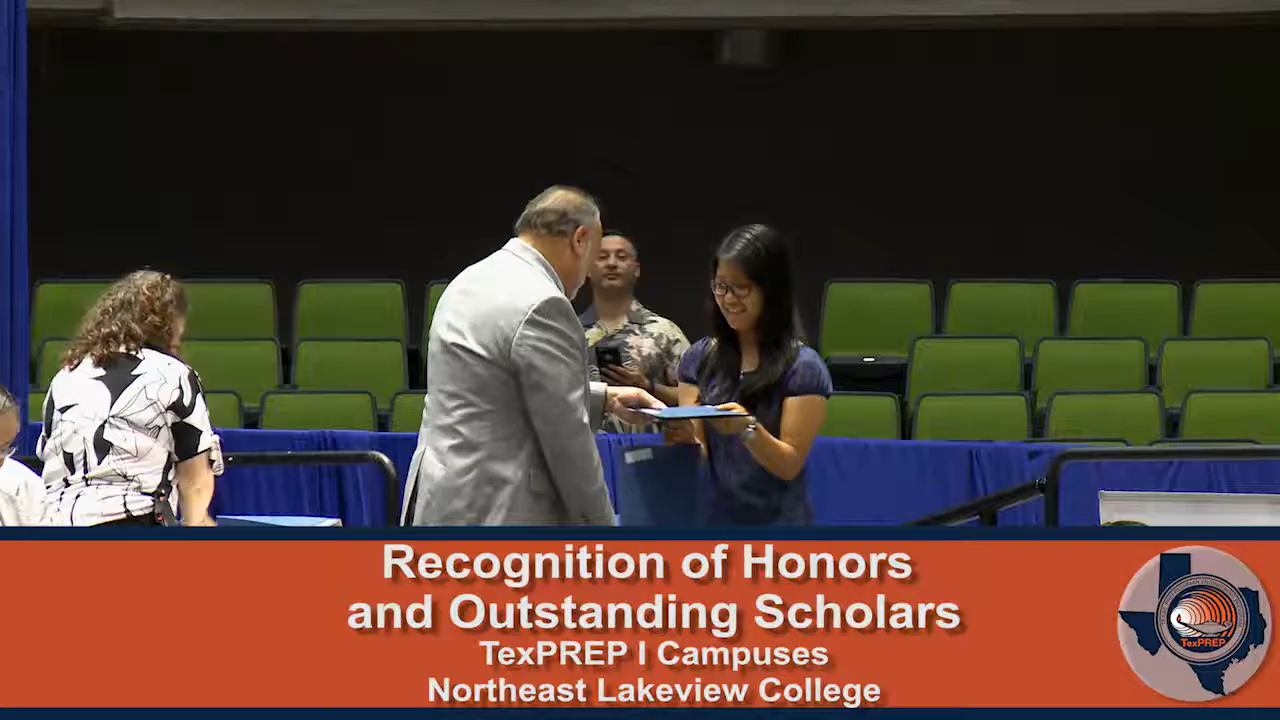 Recognition of Honors
and Outstanding Scholars
TexPREP I Campuses
Northeast Lakeview College
TexPREP